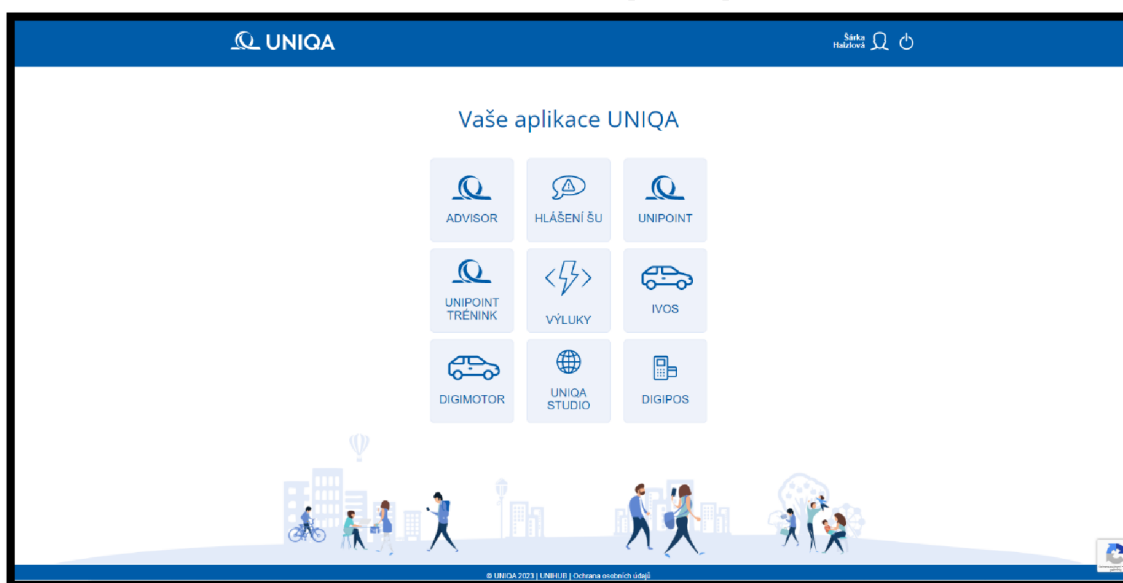 UNIQA
Šárka
Halzlová
Vaše aplikace UNIQA
ADVISOR
HLÁŠENÍ ŠU
UNIPOINT
UNIPOINT
TRÉNINK
VÝLUKY
IVOS
DIGIMOTOR
UNIQA
STUDIO
DIGIPOS
© UNIQA 2023 | UNIHUB | Ochrana osobních údajů